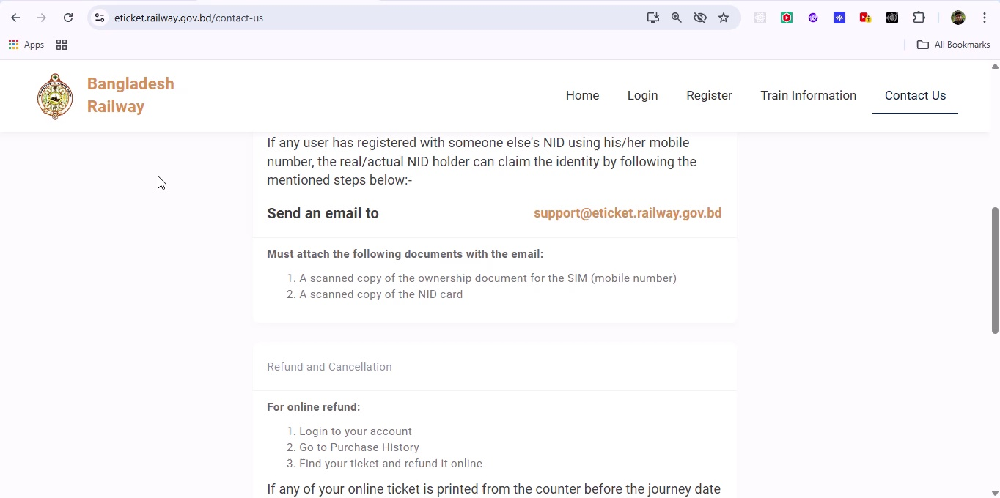 eticket.railway.gov.bd/contact-us
Apps
All Bookmarks
Bangladesh
Railway
Home
Login
Register
Train Information
Contact Us
If any user has registered with someone else's NID using his/her mobile
number, the real/actual NID holder can claim the identity by following the
mentioned steps below:-
Send an email to
support@eticket.railway.gov.bd
Must attach the following documents with the email:
1. A scanned copy of the ownership document for the SIM (mobile number)
2. A scanned copy of the NID card
Refund and Cancellation
For online refund:
1. Login to your account
2. Go to Purchase History
3. Find your ticket and refund it online
If any of your online ticket is printed from the counter before the journey date